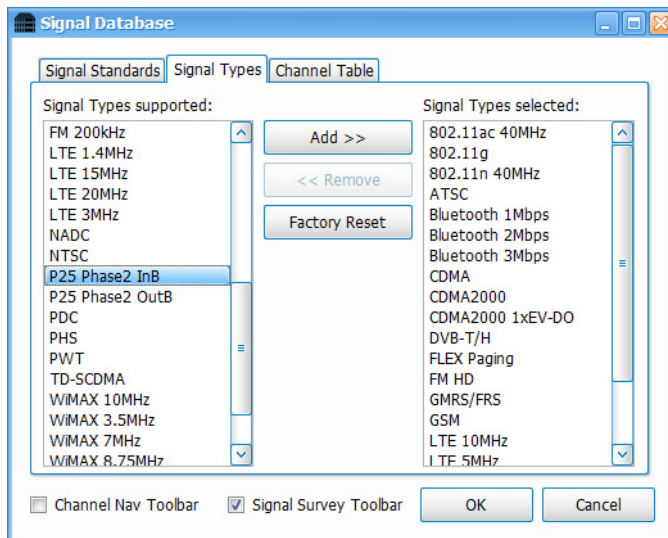 Signal Database
Signal Standards
Signal Types
Channel Table
Signal Types supported:
FM 200kHz
LTE 1.4MHz
LTE 15MHz
LTE 20MHz
LTE 3MHz
NADC
NTSC
P25 Phase2 InB
P25 Phase2 OutB
PDC
PHS
PWT
TD-SCDMA
WiMAX 10MHz
WiMAX 3.5MHz
WiMAX 7MHz
WiMAX 8.75MHz
Add >>
<< Remove
Factory Reset
Signal Types selected:
802.11ac 40MHz
802.11g
802.11n 40MHz
ATSC
Bluetooth 1Mbps
Bluetooth 2Mbps
Bluetooth 3Mbps
CDMA
CDMA2000
CDMA2000 1xEV-DO
DVB-T/H
FLEX Paging
FM HD
GMRS/FRS
GSM
LTE 10MHz
LTE 5MHz
Channel Nav Toolbar
Signal Survey Toolbar
OK
Cancel